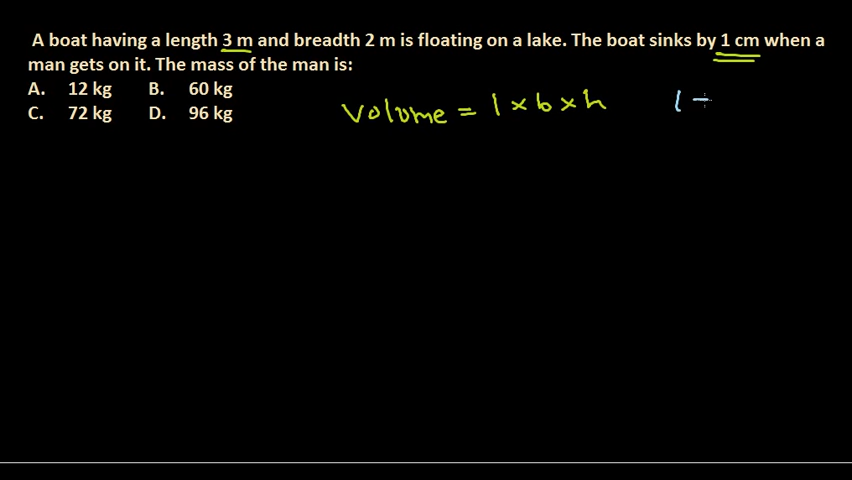 A boat having a length 3 m and breadth 2 m is floating on a lake. The boat sinks by 1 cm when a
man gets on it. The mass of the man is:
A. 12 kg B. 60 kg
C. 72 kg D. 96 kg
Volume = l × b × h
l =